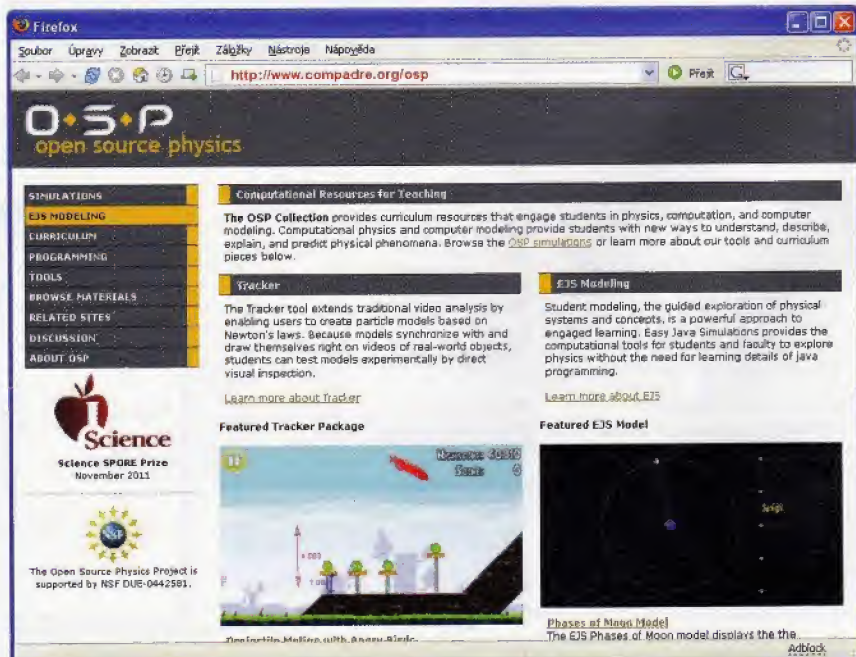 Firefox
Soubor Úpravy Zobrazit Přejít Záložky Nástroje Nápověda
http://www.compadre.org/osp
Přejít
O•S•P
open source physics
SIMULATIONS
EJS MODELING
CURRICULUM
PROGRAMMING
TOOLS
BROWSE MATERIALS
RELATED SITES
DISCUSSION
ABOUT OSP
Science
Science SPORE Prize
November 2011
NSF
The Open Source Physics Project is
supported by NSF DUE-0442581.
Computational Resources for Teaching
The OSP Collection provides curriculum resources that engage students in physics, computation, and computer
modeling. Computational physics and computer modeling provide students with new ways to understand, describe,
explain, and predict physical phenomena. Browse the OSP simulations or learn more about our tools and curriculum
pieces below.
Tracker
The Tracker tool extends traditional video analysis by
enabling users to create particle models based on
Newton's laws. Because models synchronize with and
draw themselves right on videos of real-world objects,
students can test models experimentally by direct
visual inspection.
Learn more about Tracker
Featured Tracker Package
Projectile Motion with Angry Birds
EJS Modeling
Student modeling, the guided exploration of physical
systems and concepts, is a powerful approach to
engaged learning. Easy Java Simulations provides the
computational tools for students and faculty to explore
physics without the need for learning details of java
programming.
Learn more about EJS
Featured EJS Model
Phases of Moon Model
The EJS Phases of Moon model displays the the
Adblock